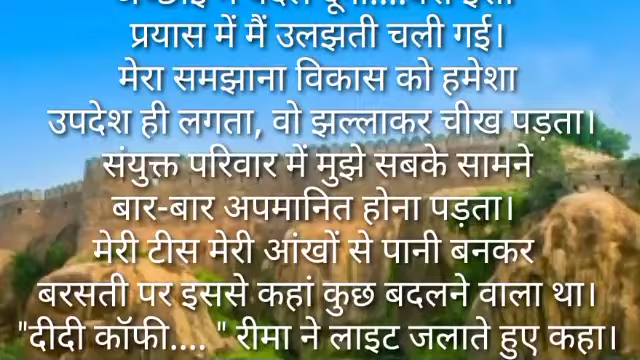 में बदल
प्रयास में मैं उलझती चली गई।
मेरा समझाना विकास को हमेशा
उपदेश ही लगता, वो झल्लाकर चीख पड़ता।
संयुक्त परिवार में मुझे सबके सामने
बार-बार अपमानित होना पड़ता।
मेरी टीस मेरी आंखों से पानी बनकर
बरसती पर इससे कहां कुछ बदलने वाला था।
"दीदी कॉफी.... " रीमा ने लाइट जलाते हुए कहा।